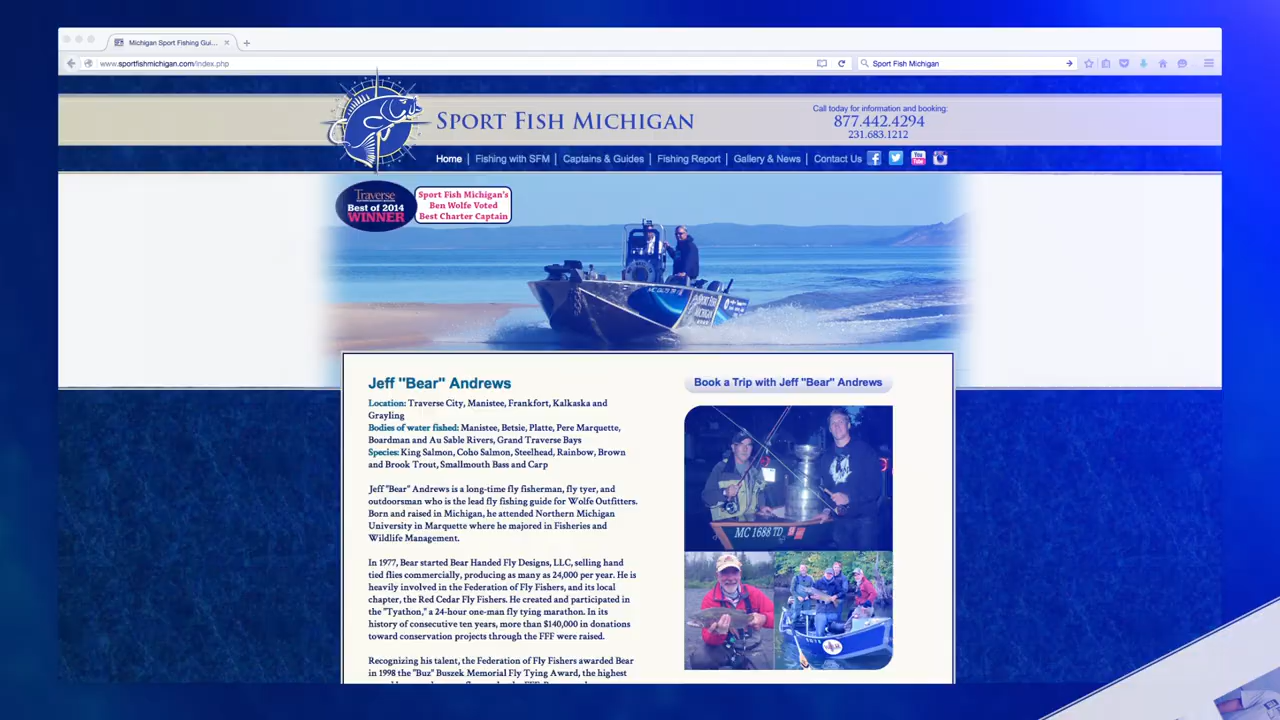 Michigan Sport Fishing Gui...
www.sportfishmichigan.com/index.php
Sport Fish Michigan
SPORT FISH MICHIGAN
Call today for information and booking:
877.442.4294
231.683.1212
Home | Fishing with SFM | Captains & Guides | Fishing Report | Gallery & News | Contact Us
You
Tube
Traverse
Best of 2014
WINNER
Sport Fish Michigan's
Ben Wolfe Voted
Best Charter Captain
SPORT FISH
MICHIGAN
Jeff "Bear" Andrews
Location: Traverse City, Manistee, Frankfort, Kalkaska and
Grayling
Bodies of water fished: Manistee, Betsie, Platte, Pere Marquette,
Boardman and Au Sable Rivers, Grand Traverse Bays
Species: King Salmon, Coho Salmon, Steelhead, Rainbow, Brown
and Brook Trout, Smallmouth Bass and Carp
Jeff "Bear" Andrews is a long-time fly fisherman, fly tyer, and
outdoorsman who is the lead fly fishing guide for Wolfe Outfitters.
Born and raised in Michigan, he attended Northern Michigan
University in Marquette where he majored in Fisheries and
Wildlife Management.
In 1977, Bear started Bear Handed Fly Designs, LLC, selling hand
tied flies commercially, producing as many as 24,000 per year. He is
heavily involved in the Federation of Fly Fishers, and its local
chapter, the Red Cedar Fly Fishers. He created and participated in
the "Tyathon," a 24-hour one-man fly tying marathon. In its
history of consecutive ten years, more than $140,000 in donations
toward conservation projects through the FFF were raised.
Recognizing his talent, the Federation of Fly Fishers awarded Bear
in 1998 the "Buz" Buszek Memorial Fly Tying Award, the highest
Book a Trip with Jeff "Bear" Andrews
MC 1688 TD